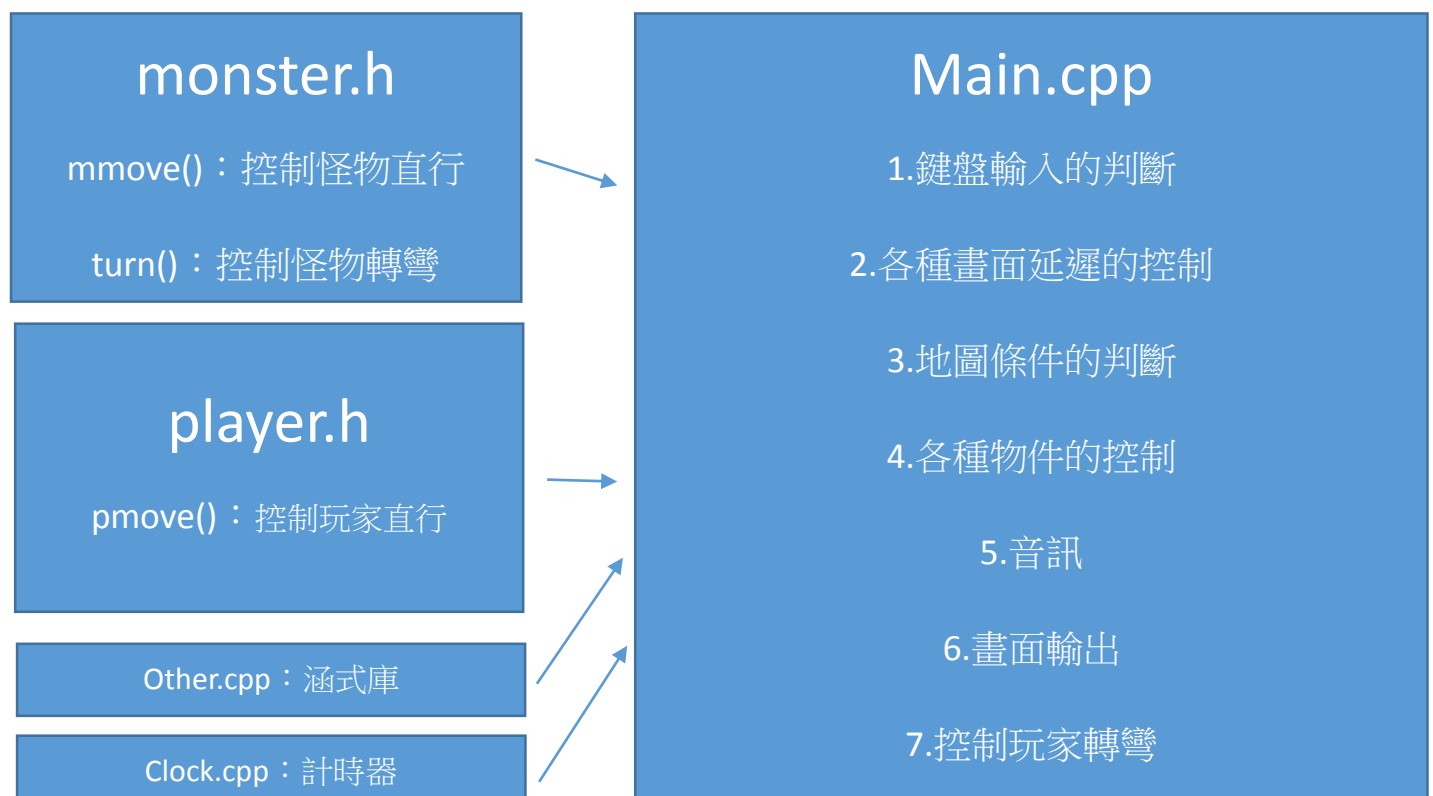 monster.h
mmove()：控制怪物直行
turn()：控制怪物轉彎
player.h
pmove()：控制玩家直行
Other.cpp：涵式庫
Clock.cpp：計時器
Main.cpp
1.鍵盤輸入的判斷
2.各種畫面延遲的控制
3.地圖條件的判斷
4.各種物件的控制
5.音訊
6.畫面輸出
7.控制玩家轉彎